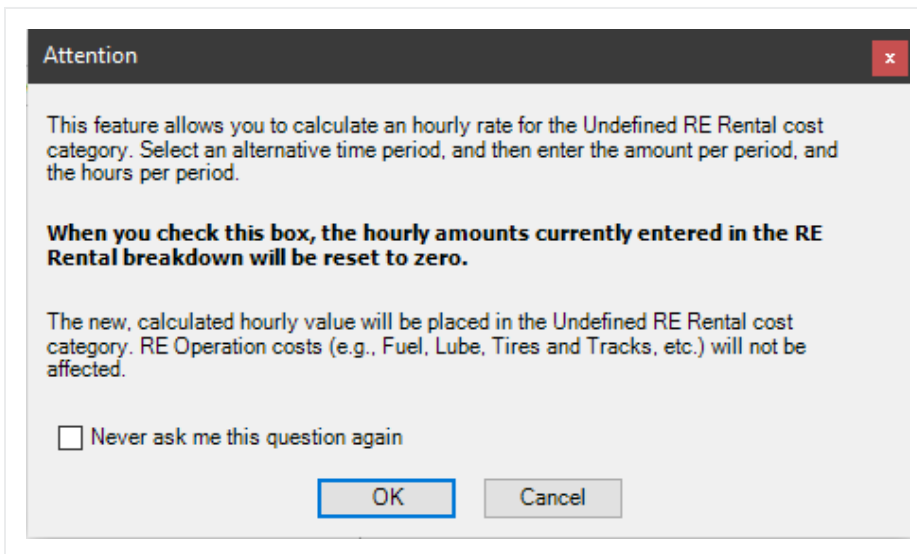 Attention
x
This feature allows you to calculate an hourly rate for the Undefined RE Rental cost
category. Select an alternative time period, and then enter the amount per period, and
the hours per period.
When you check this box, the hourly amounts currently entered in the RE
Rental breakdown will be reset to zero.
The new, calculated hourly value will be placed in the Undefined RE Rental cost
category. RE Operation costs (e.g., Fuel, Lube, Tires and Tracks, etc.) will not be
affected.
Never ask me this question again
OK Cancel